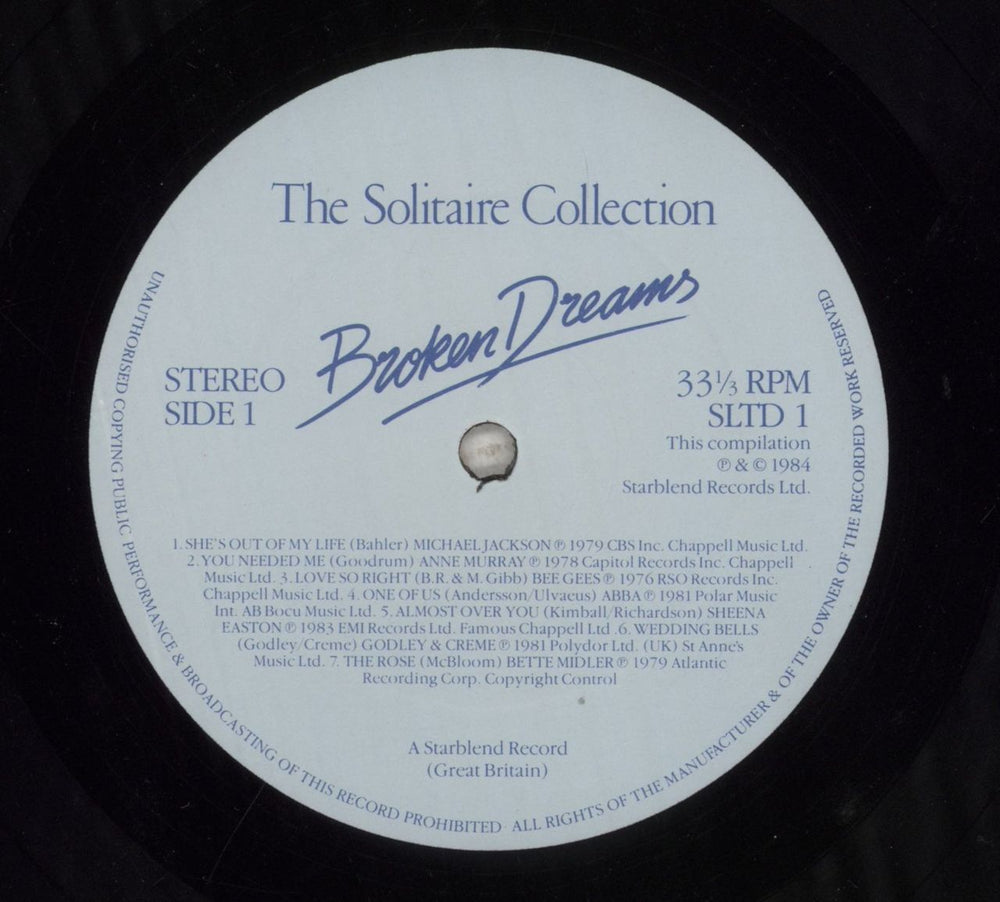 The Solitaire Collection
Broken Dreams
STEREO
SIDE 1
33⅓ RPM
SLTD 1
This compilation
℗ & © 1984
Starblend Records Ltd.
1. SHE'S OUT OF MY LIFE (Bahler) MICHAEL JACKSON ℗ 1979 CBS Inc. Chappell Music Ltd.
2. YOU NEEDED ME (Goodrum) ANNE MURRAY ℗ 1978 Capitol Records Inc. Chappell
Music Ltd. 3. LOVE SO RIGHT (B.R. & M. Gibb) BEE GEES ℗ 1976 RSO Records Inc.
Chappell Music Ltd. 4. ONE OF US (Andersson/Ulvaeus) ABBA ℗ 1981 Polar Music
Int. AB Bocu Music Ltd. 5. ALMOST OVER YOU (Kimball/Richardson) SHEENA
EASTON ℗ 1983 EMI Records Ltd. Famous Chappell Ltd .6. WEDDING BELLS
(Godley/Creme) GODLEY & CREME ℗ 1981 Polydor Ltd. (UK) St Anne's
Music Ltd. 7. THE ROSE (McBloom) BETTE MIDLER ℗ 1979 Atlantic
Recording Corp. Copyright Control
A Starblend Record
(Great Britain)
UNAUTHORISED COPYING PUBLIC PERFORMANCE & BROADCASTING OF THIS RECORD PROHIBITED ALL RIGHTS OF THE MANUFACTURER & OF THE OWNER OF THE RECORDED WORK RESERVED